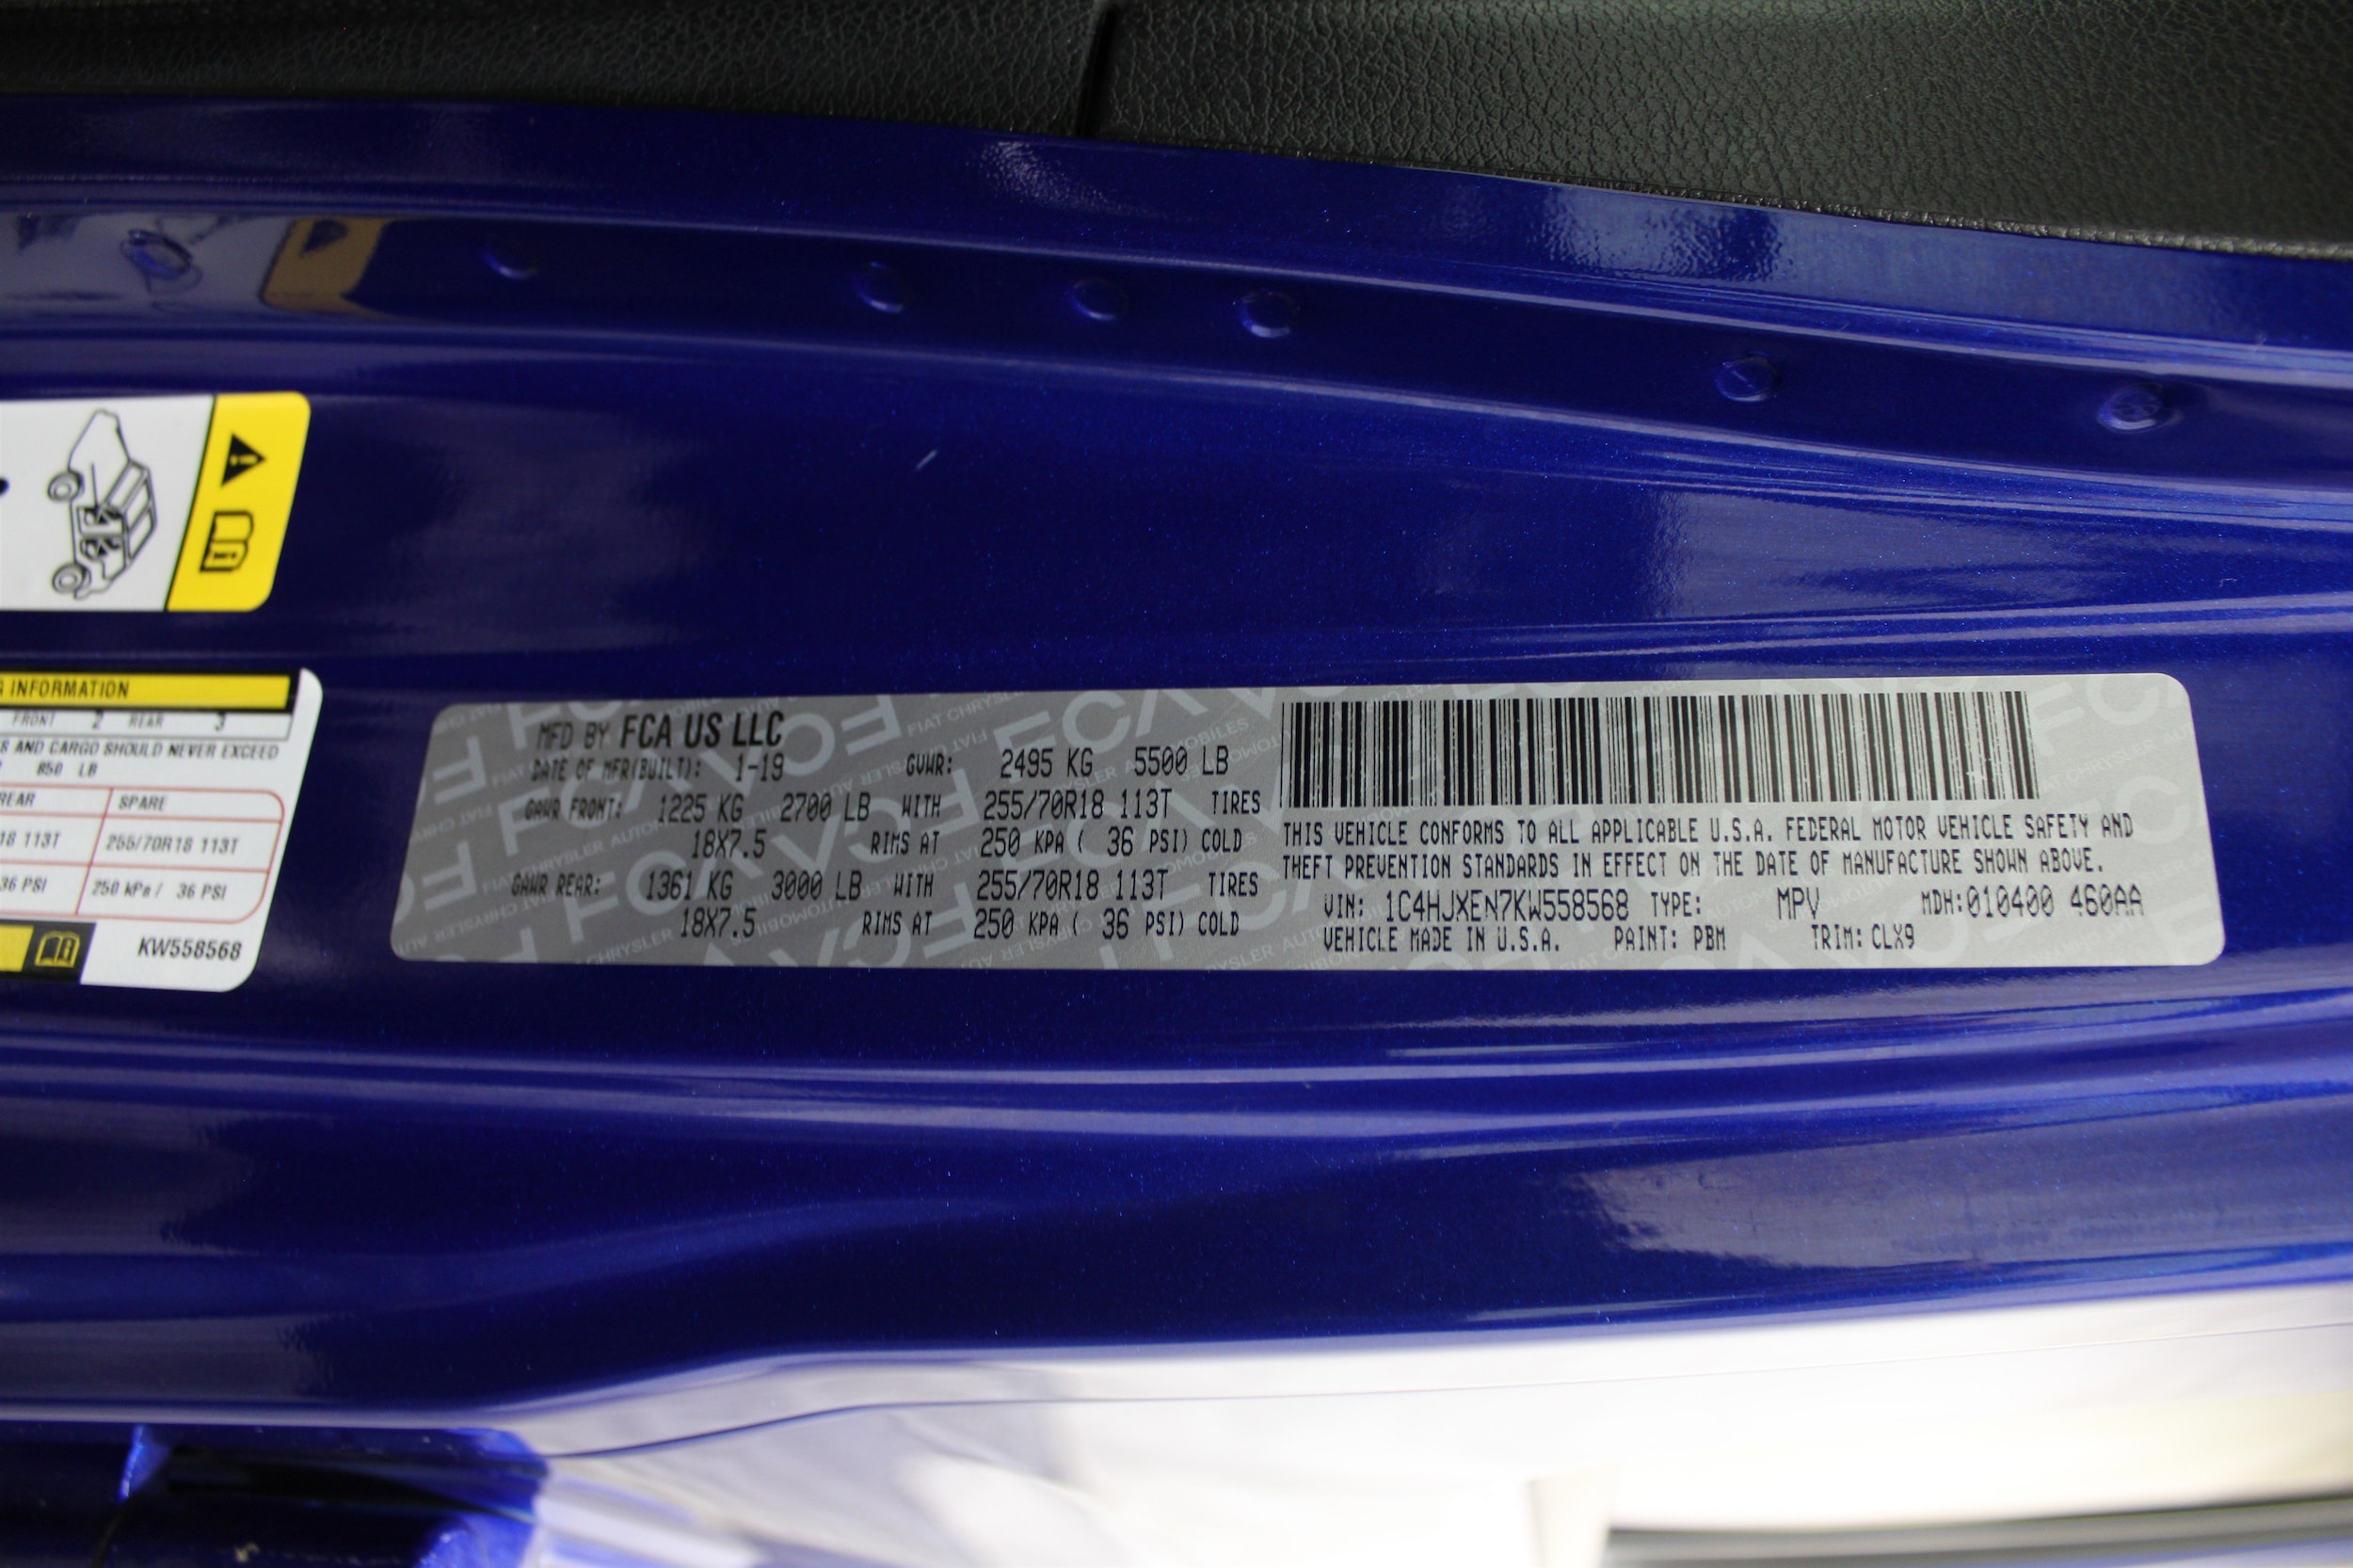 G INFORMATION
FRONT 2 REAR 3
S AND CARGO SHOULD NEVER EXCEED
850 LB
REAR SPARE
18 113T 255/70R18 113T
36 PSI 250 kPa / 36 PSI
KW558568
MFD BY FCA US LLC
DATE OF MFR(BUILT): 1-19 GVWR: 2495 KG 5500 LB
GAWR FRONT: 1225 KG 2700 LB WITH 255/70R18 113T TIRES
18X7.5 RIMS AT 250 KPA ( 36 PSI) COLD
GAWR REAR: 1361 KG 3000 LB WITH 255/70R18 113T TIRES
18X7.5 RIMS AT 250 KPA ( 36 PSI) COLD
THIS VEHICLE CONFORMS TO ALL APPLICABLE U.S.A. FEDERAL MOTOR VEHICLE SAFETY AND
THEFT PREVENTION STANDARDS IN EFFECT ON THE DATE OF MANUFACTURE SHOWN ABOVE.
VIN: 1C4HJXEN7KW558568 TYPE: MPV MDH:010400 460AA
VEHICLE MADE IN U.S.A. PAINT: PBM TRIM: CLX9